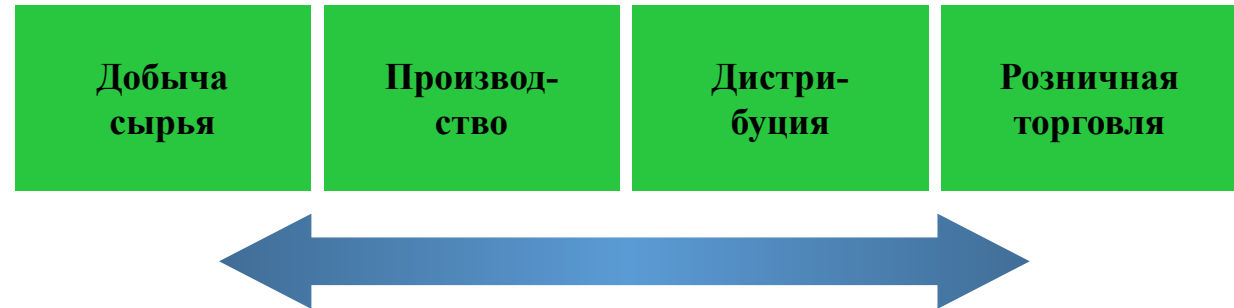 Добыча
сырья
Производ-
ство
Дистри-
буция
Розничная
торговля